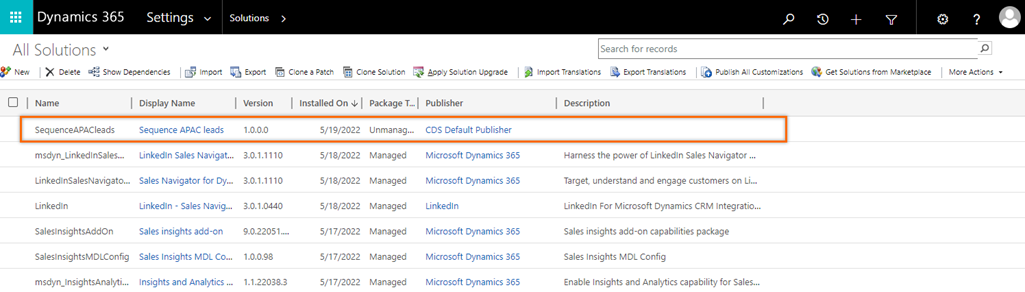 Dynamics 365 Settings Solutions
All Solutions
Search for records
New Delete Show Dependencies Import Export Clone a Patch Clone Solution Apply Solution Upgrade Import Translations Export Translations Publish All Customizations Get Solutions from Marketplace More Actions
Name Display Name Version Installed On Package T... Publisher Description
SequenceAPACleads Sequence APAC leads 1.0.0.0 5/19/2022 Unmanag... CDS Default Publisher
msdyn_LinkedInSales... LinkedIn Sales Navig... 3.0.1.1110 5/18/2022 Managed Microsoft Dynamics 365 Harness the power of LinkedIn Sales Navigator ...
LinkedInSalesNavigato... Sales Navigator for Dy... 3.0.1.1110 5/18/2022 Managed Microsoft Dynamics 365 Target, understand and engage customers on Li...
LinkedIn LinkedIn - Sales Navig... 3.0.1.0440 5/18/2022 Managed LinkedIn LinkedIn For Microsoft Dynamics CRM Integratio...
SalesInsightsAddOn Sales insights add-on 9.0.22051.... 5/17/2022 Managed Microsoft Dynamics 365 Sales insights add-on capabilities package
SalesInsightsMDLConfig Sales Insights MDL Co... 1.0.0.98 5/17/2022 Managed Microsoft Dynamics 365 Sales Insights MDL Config
msdyn_InsightsAnalyti... Insights and Analytics ... 1.1.22038.3 5/17/2022 Managed Microsoft Dynamics 365 Enable Insights and Analytics capability for Sales...